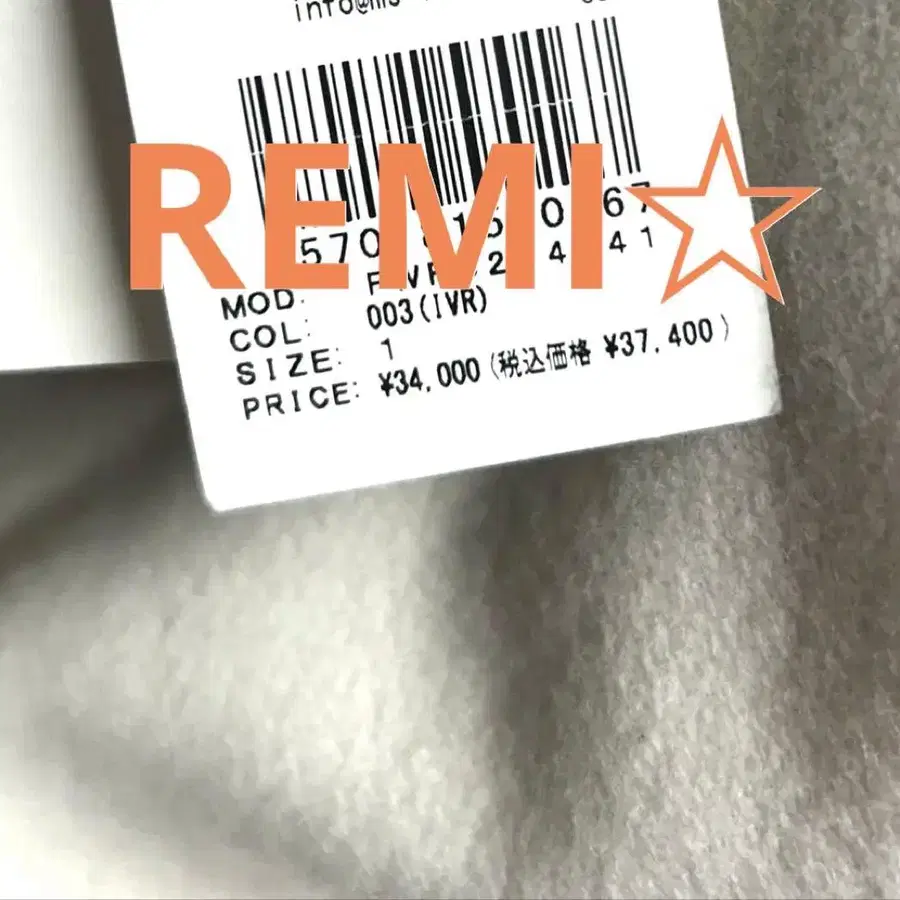 REMI☆
MOD:
COL: 003(IVR)
SIZE: 1
PRICE: ¥34,000 (税込価格 ¥37,400)